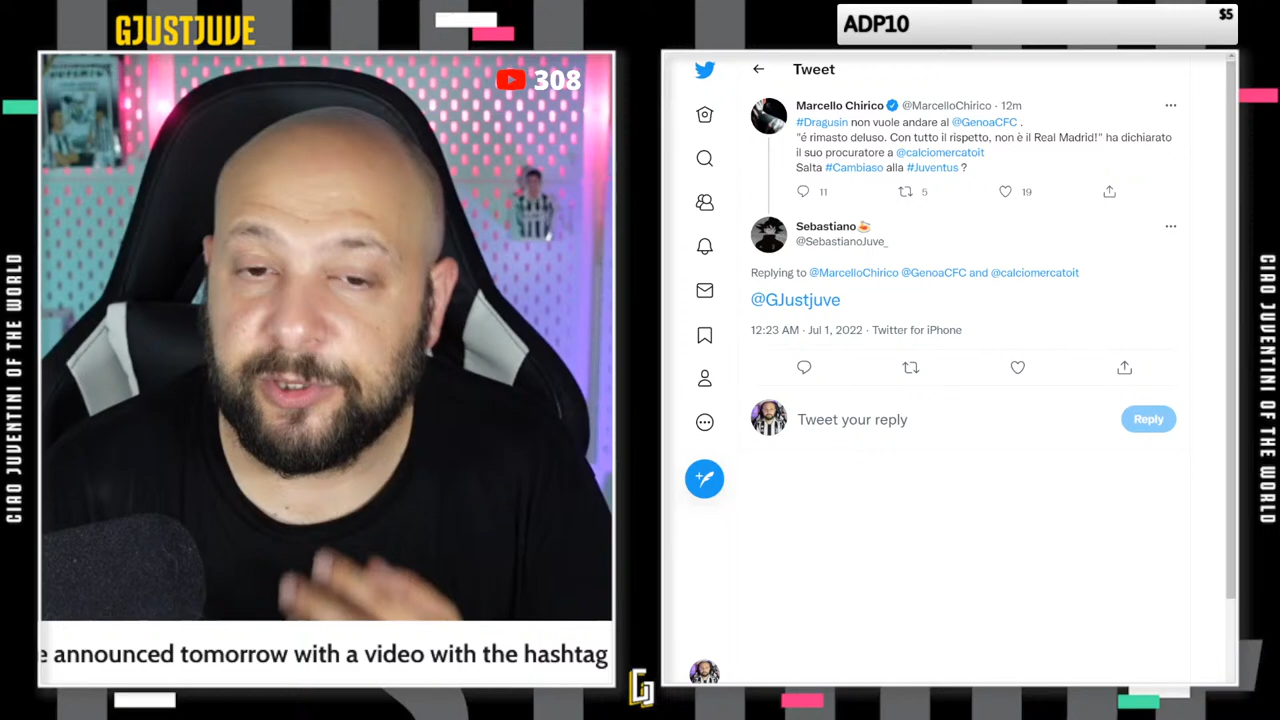 GJUSTJUVE
ADP10
$5
308
Tweet
Marcello Chirico @MarcelloChirico · 12m
#Dragusin non vuole andare al @GenoaCFC .
"é rimasto deluso. Con tutto il rispetto, non è il Real Madrid!" ha dichiarato
il suo procuratore a @calciomercatoit
Salta #Cambiaso alla #Juventus ?
11
5
19
Sebastiano
@SebastianoJuve_
Replying to @MarcelloChirico @GenoaCFC and @calciomercatoit
@GJustjuve
12:23 AM · Jul 1, 2022 · Twitter for iPhone
Tweet your reply
Reply
CIAO JUVENTINI OF THE WORLD
CIAO JUVENTINI OF THE WORLD
e announced tomorrow with a video with the hashtag